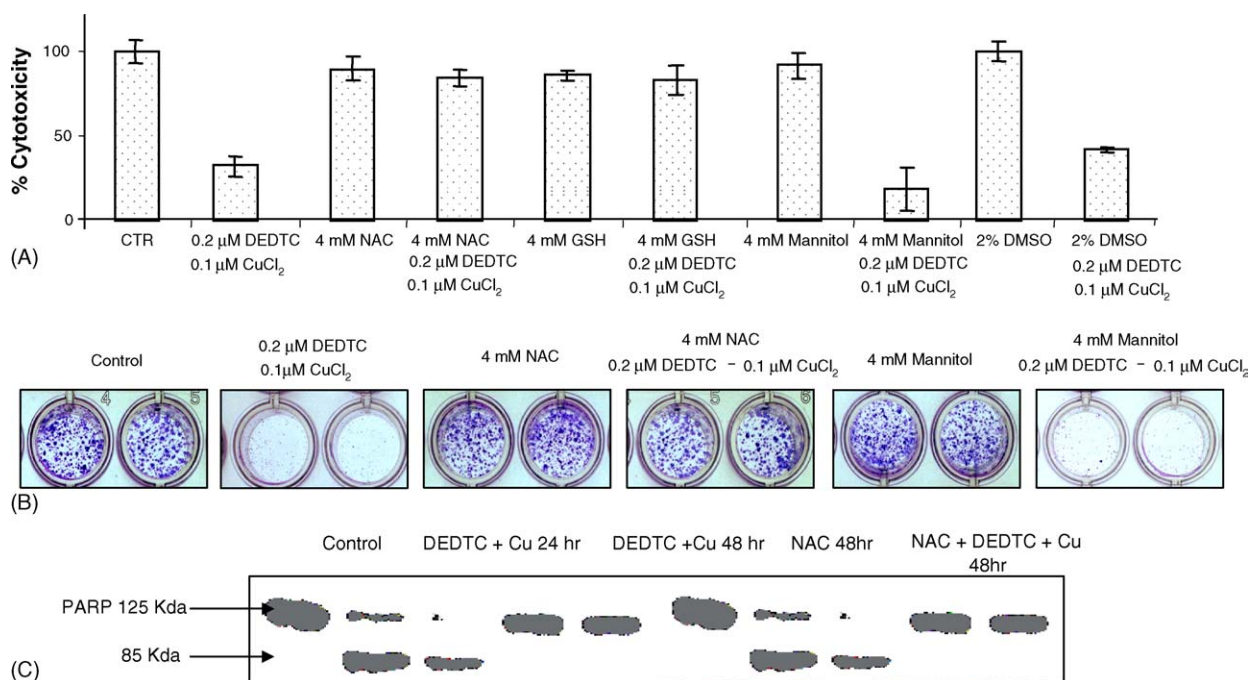 % Cytotoxicity
100
50
0
CTR
0.2 μM DEDTC
0.1 μM CuCl₂
4 mM NAC
4 mM NAC
0.2 μM DEDTC
0.1 μM CuCl₂
4 mM GSH
4 mM GSH
0.2 μM DEDTC
0.1 μM CuCl₂
4 mM Mannitol
4 mM Mannitol
0.2 μM DEDTC
0.1 μM CuCl₂
2% DMSO
2% DMSO
0.2 μM DEDTC
0.1 μM CuCl₂
(A)
Control
0.2 μM DEDTC
0.1μM CuCl₂
4 mM NAC
4 mM NAC
0.2 μM DEDTC – 0.1 μM CuCl₂
4 mM Mannitol
4 mM Mannitol
0.2 μM DEDTC – 0.1 μM CuCl₂
4
5
5
6
(B)
Control
DEDTC + Cu 24 hr
DEDTC +Cu 48 hr
NAC 48hr
NAC + DEDTC + Cu
48hr
PARP 125 Kda
85 Kda
(C)